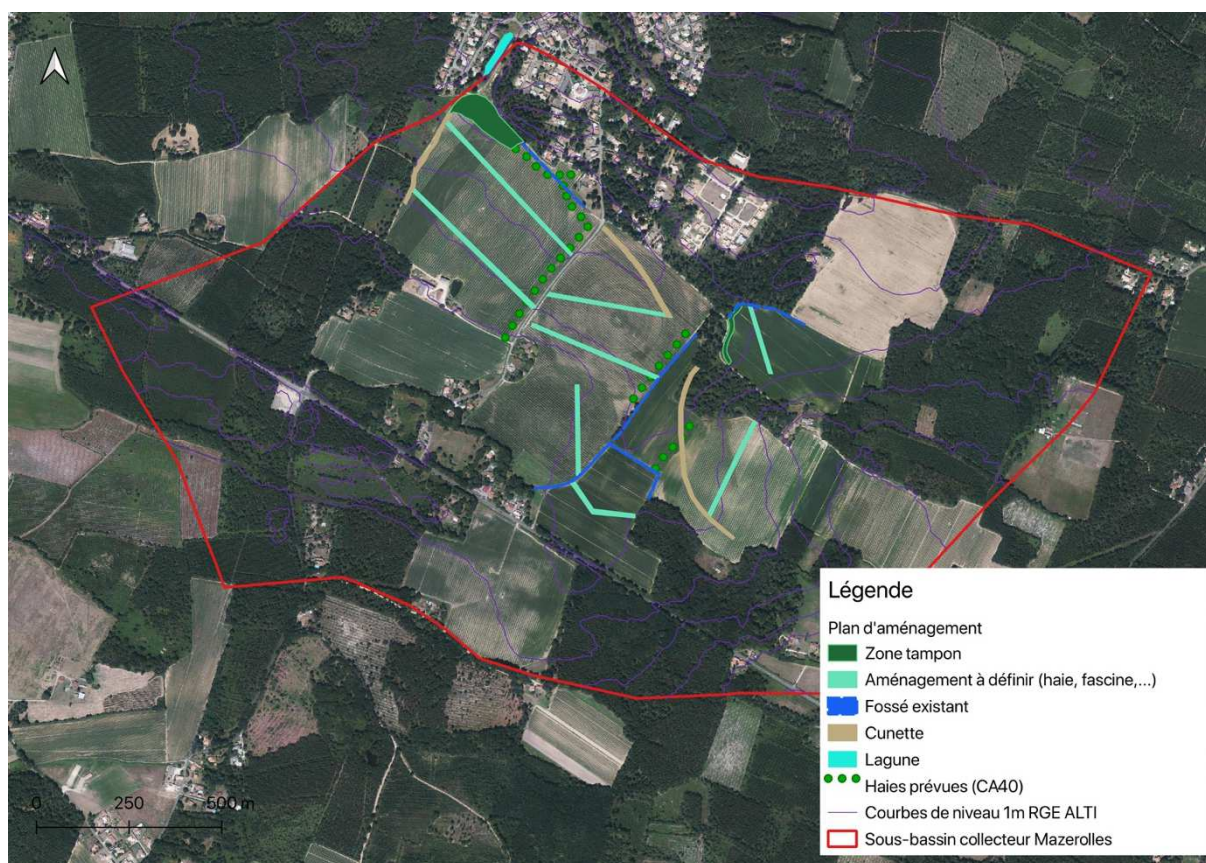 Légende
Plan d'aménagement
Zone tampon
Aménagement à définir (haie, fascine,...)
Fossé existant
Cunette
Lagune
Haies prévues (CA40)
Courbes de niveau 1m RGE ALTI
Sous-bassin collecteur Mazerolles
0 250 500 m